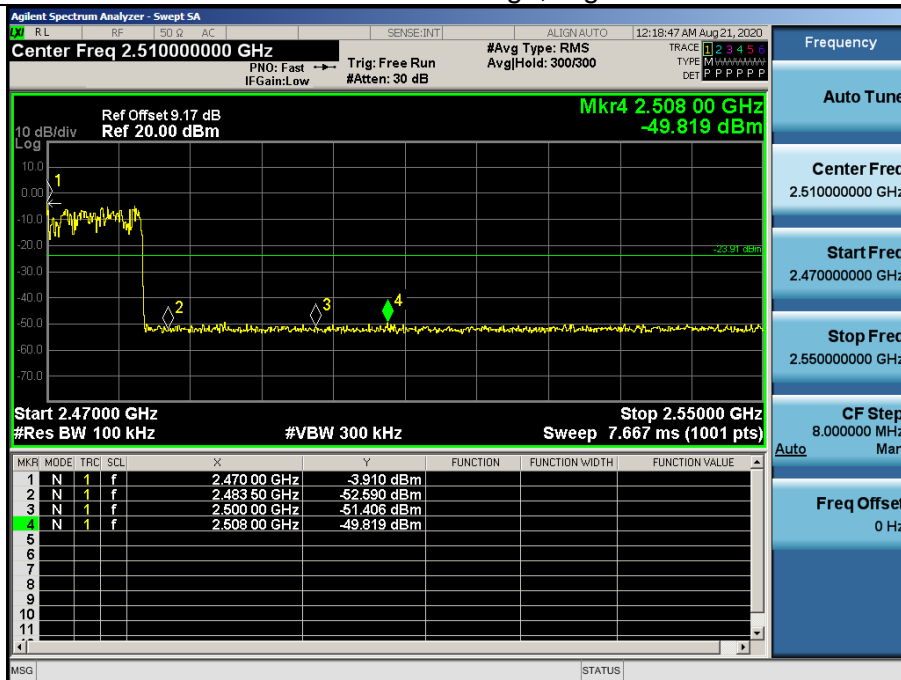 Agilent Spectrum Analyzer - Swept SA
LXI RL RF 50 Ω AC SENSE:INT ALIGN AUTO 12:18:47 AM Aug 21, 2020
Center Freq 2.510000000 GHz #Avg Type: RMS TRACE 1 2 3 4 5 6
PNO: Fast Trig: Free Run Avg|Hold: 300/300 TYPE M WWWWW
IFGain:Low #Atten: 30 dB DET P P P P P P
Mkr4 2.508 00 GHz
Ref Offset 9.17 dB
10 dB/div Ref 20.00 dBm -49.819 dBm
Log
10.0
1
0.00
-10.0
-20.0
-23.91 dBm
-30.0
-40.0
2 3 4
-50.0
-60.0
-70.0
Start 2.47000 GHz Stop 2.55000 GHz
#Res BW 100 kHz #VBW 300 kHz Sweep 7.667 ms (1001 pts)
MKR MODE TRC SCL X Y FUNCTION FUNCTION WIDTH FUNCTION VALUE
1 N 1 f 2.470 00 GHz -3.910 dBm
2 N 1 f 2.483 50 GHz -52.590 dBm
3 N 1 f 2.500 00 GHz -51.406 dBm
4 N 1 f 2.508 00 GHz -49.819 dBm
5
6
7
8
9
10
11
MSG STATUS
Frequency
Auto Tune
Center Freq
2.510000000 GHz
Start Freq
2.470000000 GHz
Stop Freq
2.550000000 GHz
CF Step
8.000000 MHz
Auto Man
Freq Offset
0 Hz